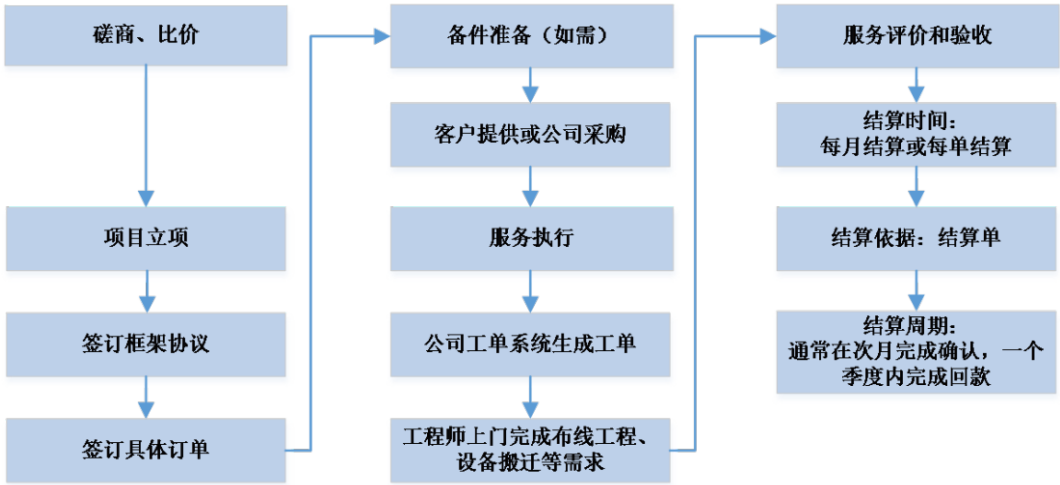 磋商、比价
项目立项
签订框架协议
签订具体订单
备件准备（如需）
客户提供或公司采购
服务执行
公司工单系统生成工单
工程师上门完成布线工程、
设备搬迁等需求
服务评价和验收
结算时间：
每月结算或每单结算
结算依据：结算单
结算周期：
通常在次月完成确认，一个
季度内完成回款